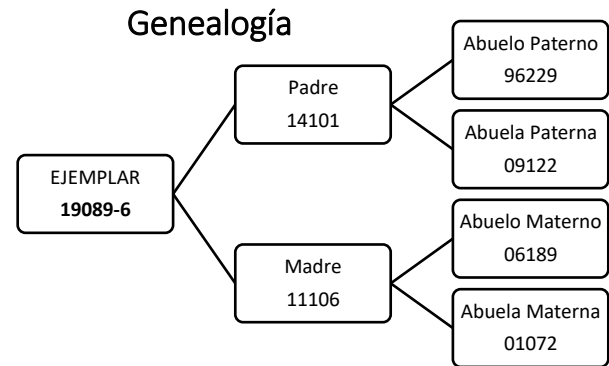 Genealogía
EJEMPLAR
19089-6
Padre
14101
Madre
11106
Abuelo Paterno
96229
Abuela Paterna
09122
Abuelo Materno
06189
Abuela Materna
01072